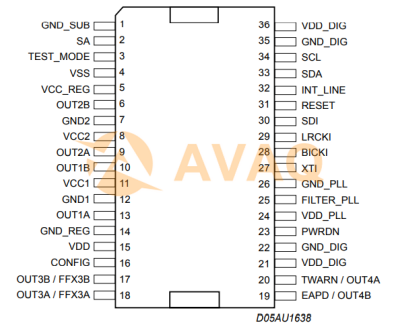 GND_SUB 1 36 VDD_DIG
SA 2 35 GND_DIG
TEST_MODE 3 34 SCL
VSS 4 33 SDA
VCC_REG 5 32 INT_LINE
OUT2B 6 31 RESET
GND2 7 30 SDI
VCC2 8 29 LRCKI
OUT2A 9 28 BICKI
OUT1B 10 27 XTI
VCC1 11 26 GND_PLL
GND1 12 25 FILTER_PLL
OUT1A 13 24 VDD_PLL
GND_REG 14 23 PWRDN
VDD 15 22 GND_DIG
CONFIG 16 21 VDD_DIG
OUT3B / FFX3B 17 20 TWARN / OUT4A
OUT3A / FFX3A 18 19 EAPD / OUT4B
AVAQ
D05AU1638